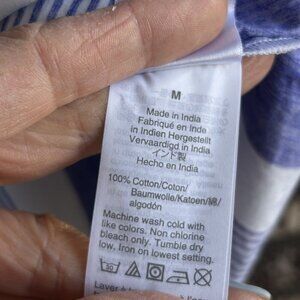 M
Made in India
Fabriqué en Inde
in Indien Hergestellt
Vervaardigd in India
インド製
Hecho en India
100% Cotton/Coton/
Baumwolle/Katoen/綿/
algodón
Machine wash cold with
like colors. Non chlorine
bleach only. Tumble dry
low, Iron on lowest setting.
30